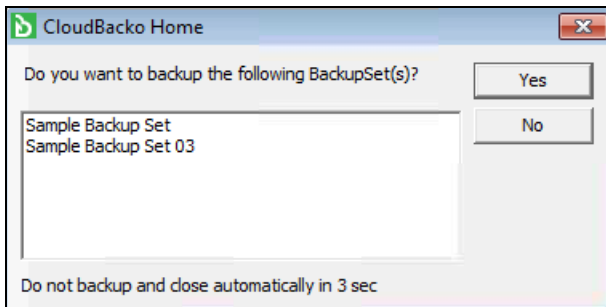 CloudBacko Home
Do you want to backup the following BackupSet(s)?
Yes
No
Sample Backup Set
Sample Backup Set 03
Do not backup and close automatically in 3 sec